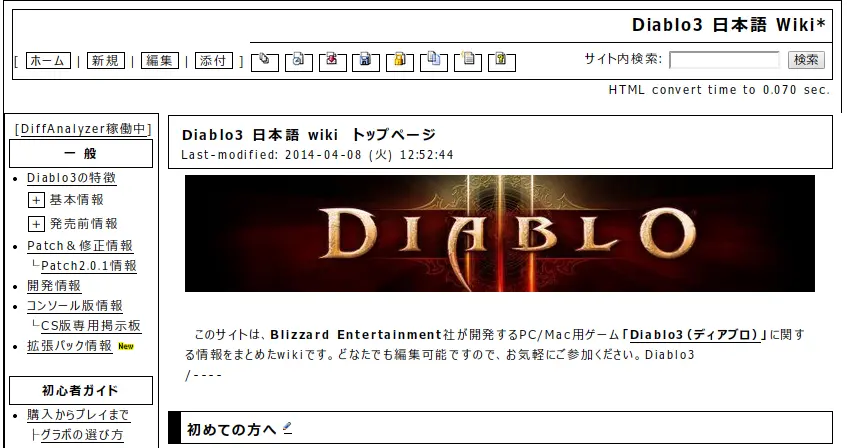 Diablo3 日本語 Wiki*
[ ホーム | 新規 | 編集 | 添付 ]
サイト内検索: 検索
HTML convert time to 0.070 sec.
[DiffAnalyzer稼働中]
一 般
Diablo3の特徴
+ 基本情報
+ 発売前情報
Patch＆修正情報
└Patch2.0.1情報
開発情報
コンソール版情報
└CS版専用掲示板
拡張パック情報 New
初心者ガイド
購入からプレイまで
├グラボの選び方
Diablo3 日本語 wiki トップページ
Last-modified: 2014-04-08 (火) 12:52:44
DIABLO
このサイトは、Blizzard Entertainment社が開発するPC/Mac用ゲーム「Diablo3（ディアブロ）」に関す
る情報をまとめたwikiです。どなたでも編集可能ですので、お気軽にご参加ください。Diablo3
/----
初めての方へ